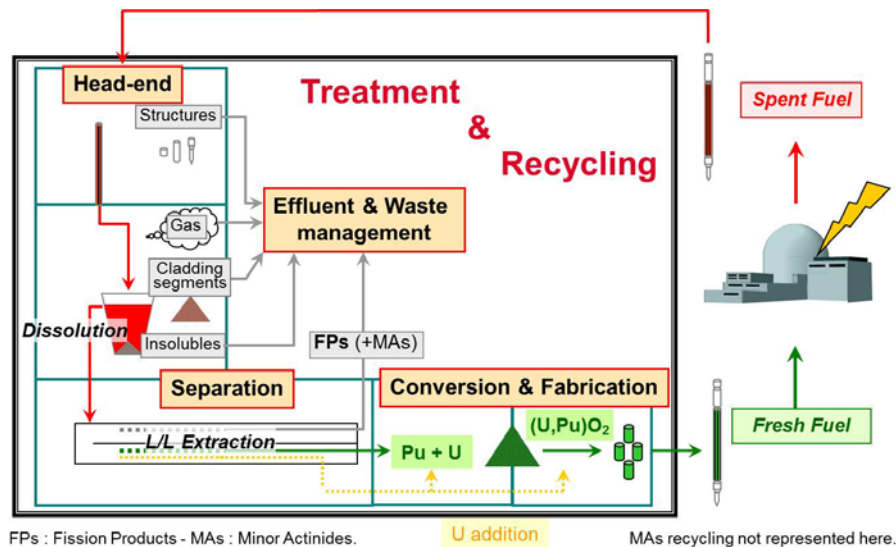 Head-end
Treatment
&
Recycling
Structures
Spent Fuel
Effluent & Waste
management
Gas
Cladding
segments
Dissolution
Insolubles
FPs (+MAs)
Separation
Conversion & Fabrication
L/L Extraction
Pu + U
(U,Pu)O₂
Fresh Fuel
U addition
FPs : Fission Products - MAs : Minor Actinides.
MAs recycling not represented here.